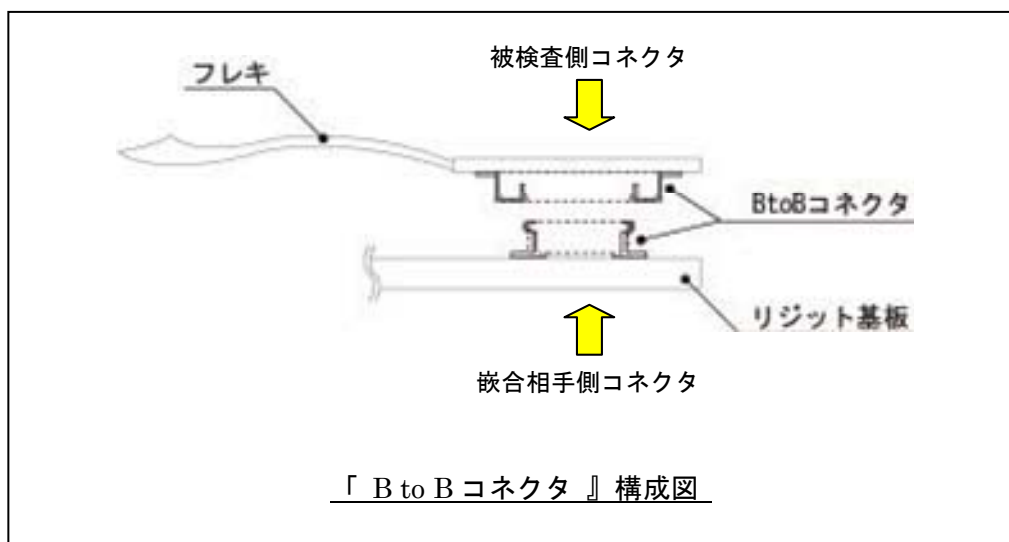 被検査側コネクタ
フレキ
BtoBコネクタ
リジット基板
嵌合相手側コネクタ
「 B to B コネクタ 』構成図